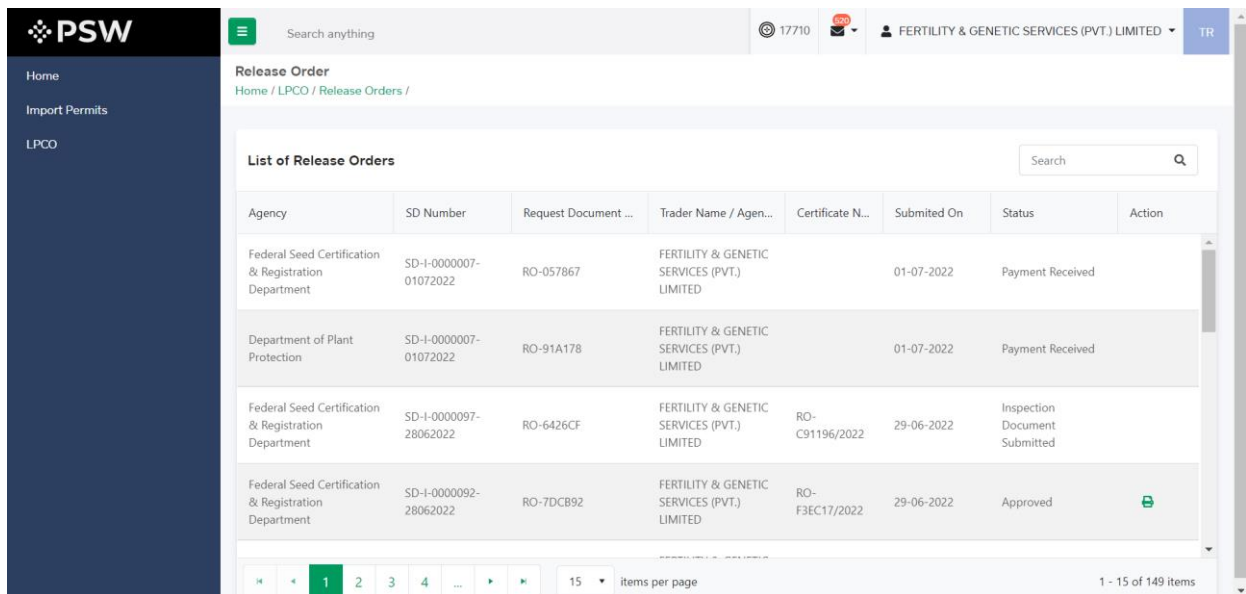 PSW
Search anything
17710
520
FERTILITY & GENETIC SERVICES (PVT.) LIMITED
TR
Home
Import Permits
LPCO
Release Order
Home / LPCO / Release Orders /
List of Release Orders
Search
Agency
SD Number
Request Document ...
Trader Name / Agen...
Certificate N...
Submited On
Status
Action
Federal Seed Certification
& Registration
Department
SD-I-0000007-
01072022
RO-057867
FERTILITY & GENETIC
SERVICES (PVT.)
LIMITED
01-07-2022
Payment Received
Department of Plant
Protection
SD-I-0000007-
01072022
RO-91A178
FERTILITY & GENETIC
SERVICES (PVT.)
LIMITED
01-07-2022
Payment Received
Federal Seed Certification
& Registration
Department
SD-I-0000097-
28062022
RO-6426CF
FERTILITY & GENETIC
SERVICES (PVT.)
LIMITED
RO-
C91196/2022
29-06-2022
Inspection
Document
Submitted
Federal Seed Certification
& Registration
Department
SD-I-0000092-
28062022
RO-7DCB92
FERTILITY & GENETIC
SERVICES (PVT.)
LIMITED
RO-
F3EC17/2022
29-06-2022
Approved
1 2 3 4 ...
15 items per page
1 - 15 of 149 items